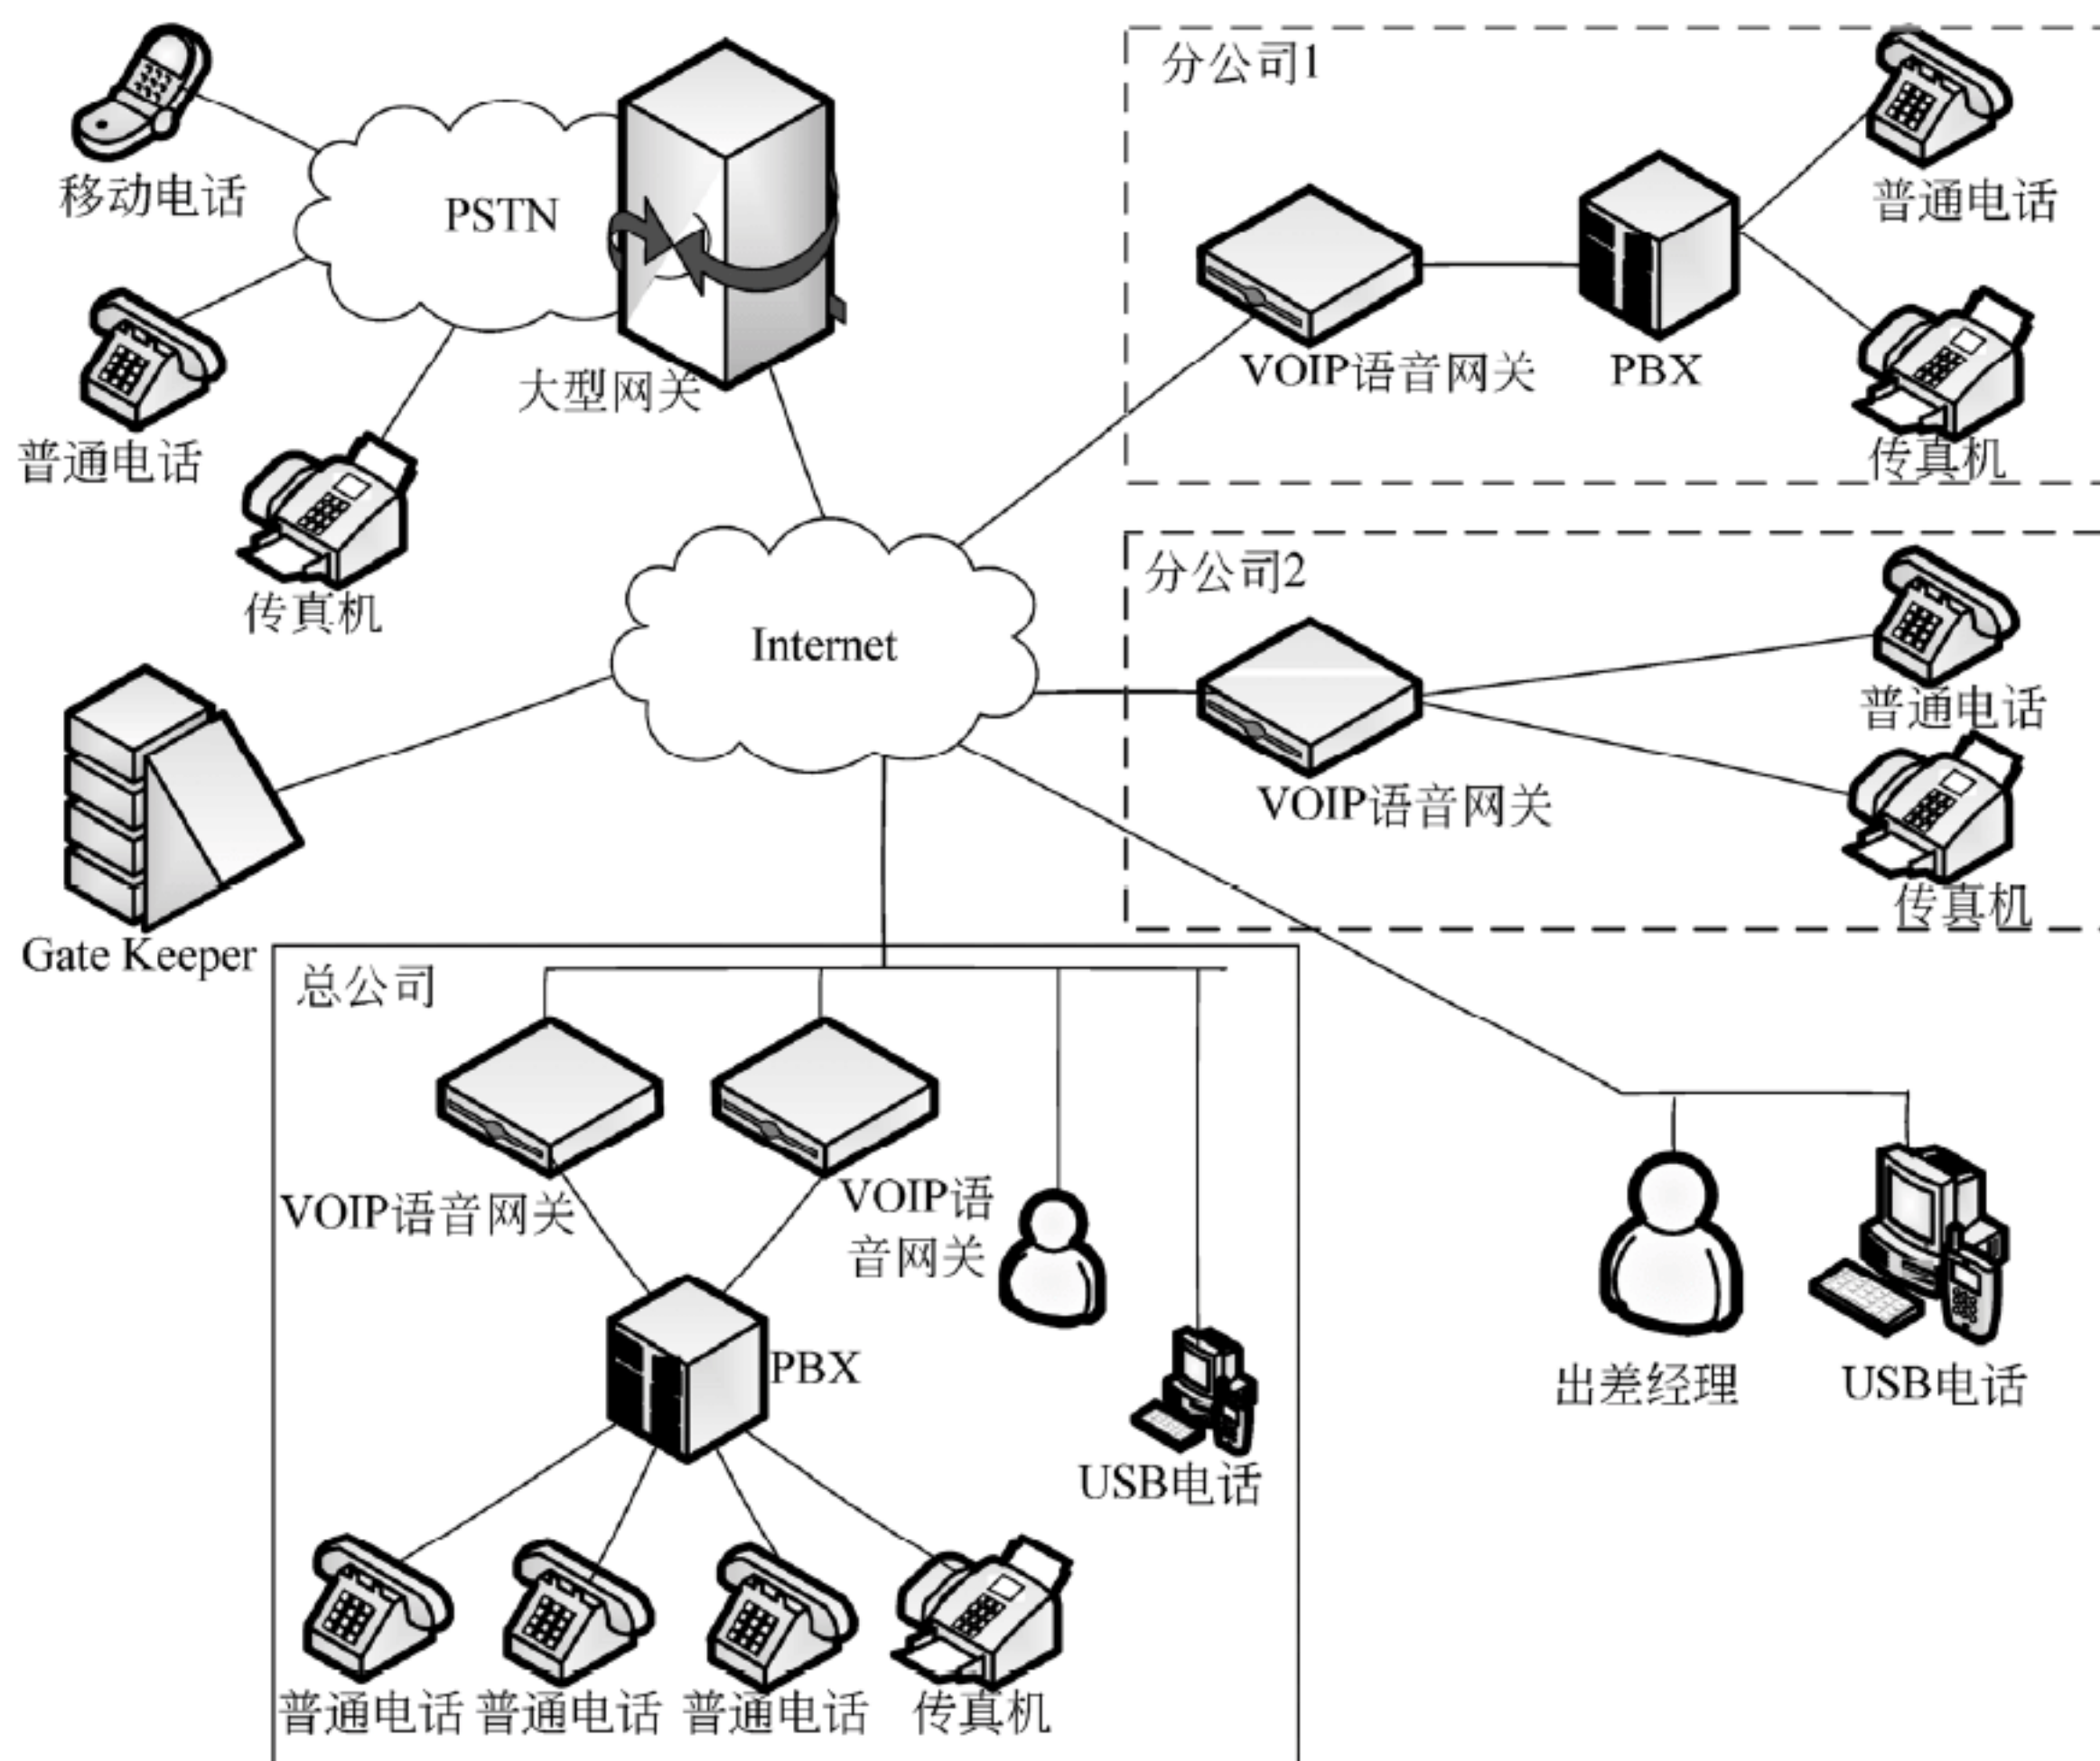 移动电话
PSTN
大型网关
普通电话
传真机
分公司1
VOIP语音网关
PBX
普通电话
传真机
Internet
分公司2
VOIP语音网关
普通电话
传真机
Gate Keeper
总公司
VOIP语音网关
VOIP语
音网关
PBX
USB电话
普通电话
普通电话
普通电话
传真机
出差经理
USB电话